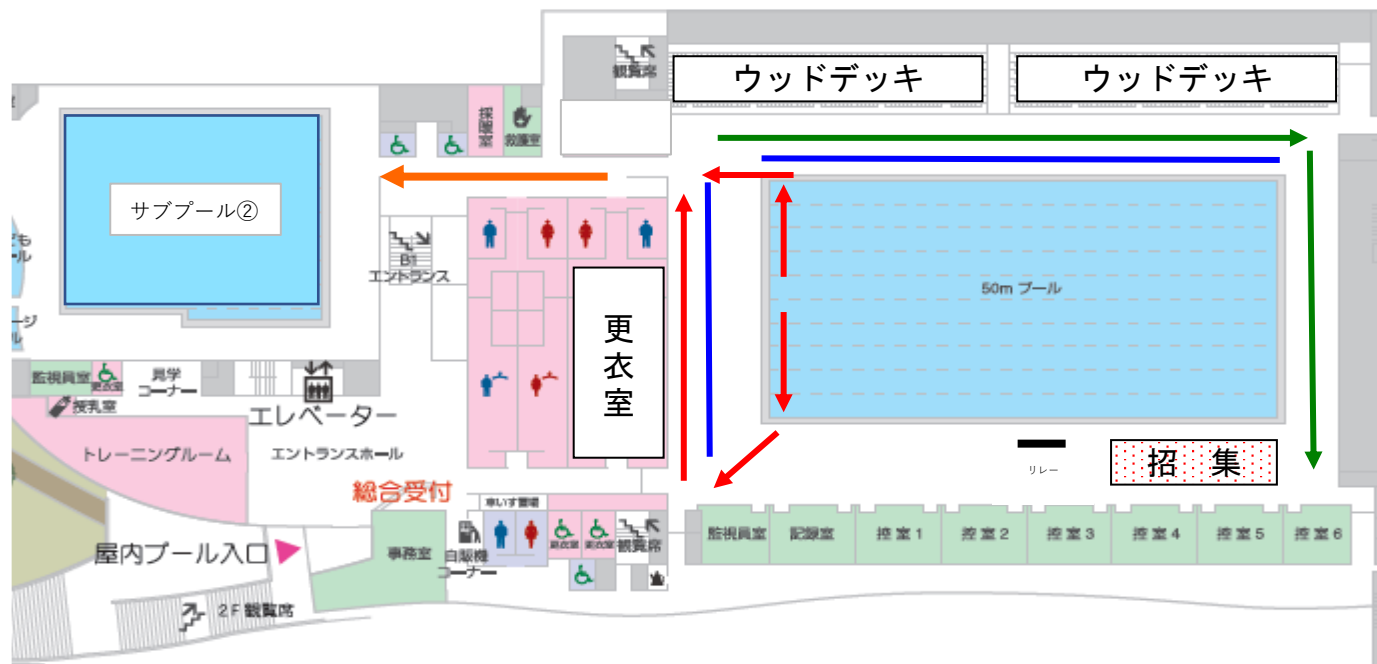 観覧席
ウッドデッキ
ウッドデッキ
採暖室
救護室
サブプール②
B1
エントランス
50m プール
更衣室
監視員室
更衣室
見学
コーナー
授乳室
エレベーター
トレーニングルーム
エントランスホール
リレー
招 集
総合受付
車いす置場
屋内プール入口
事務室
自販機
コーナー
更衣室
更衣室
観覧席
監視員室
記録室
控室1
控室2
控室3
控室4
控室5
控室6
2F観覧席